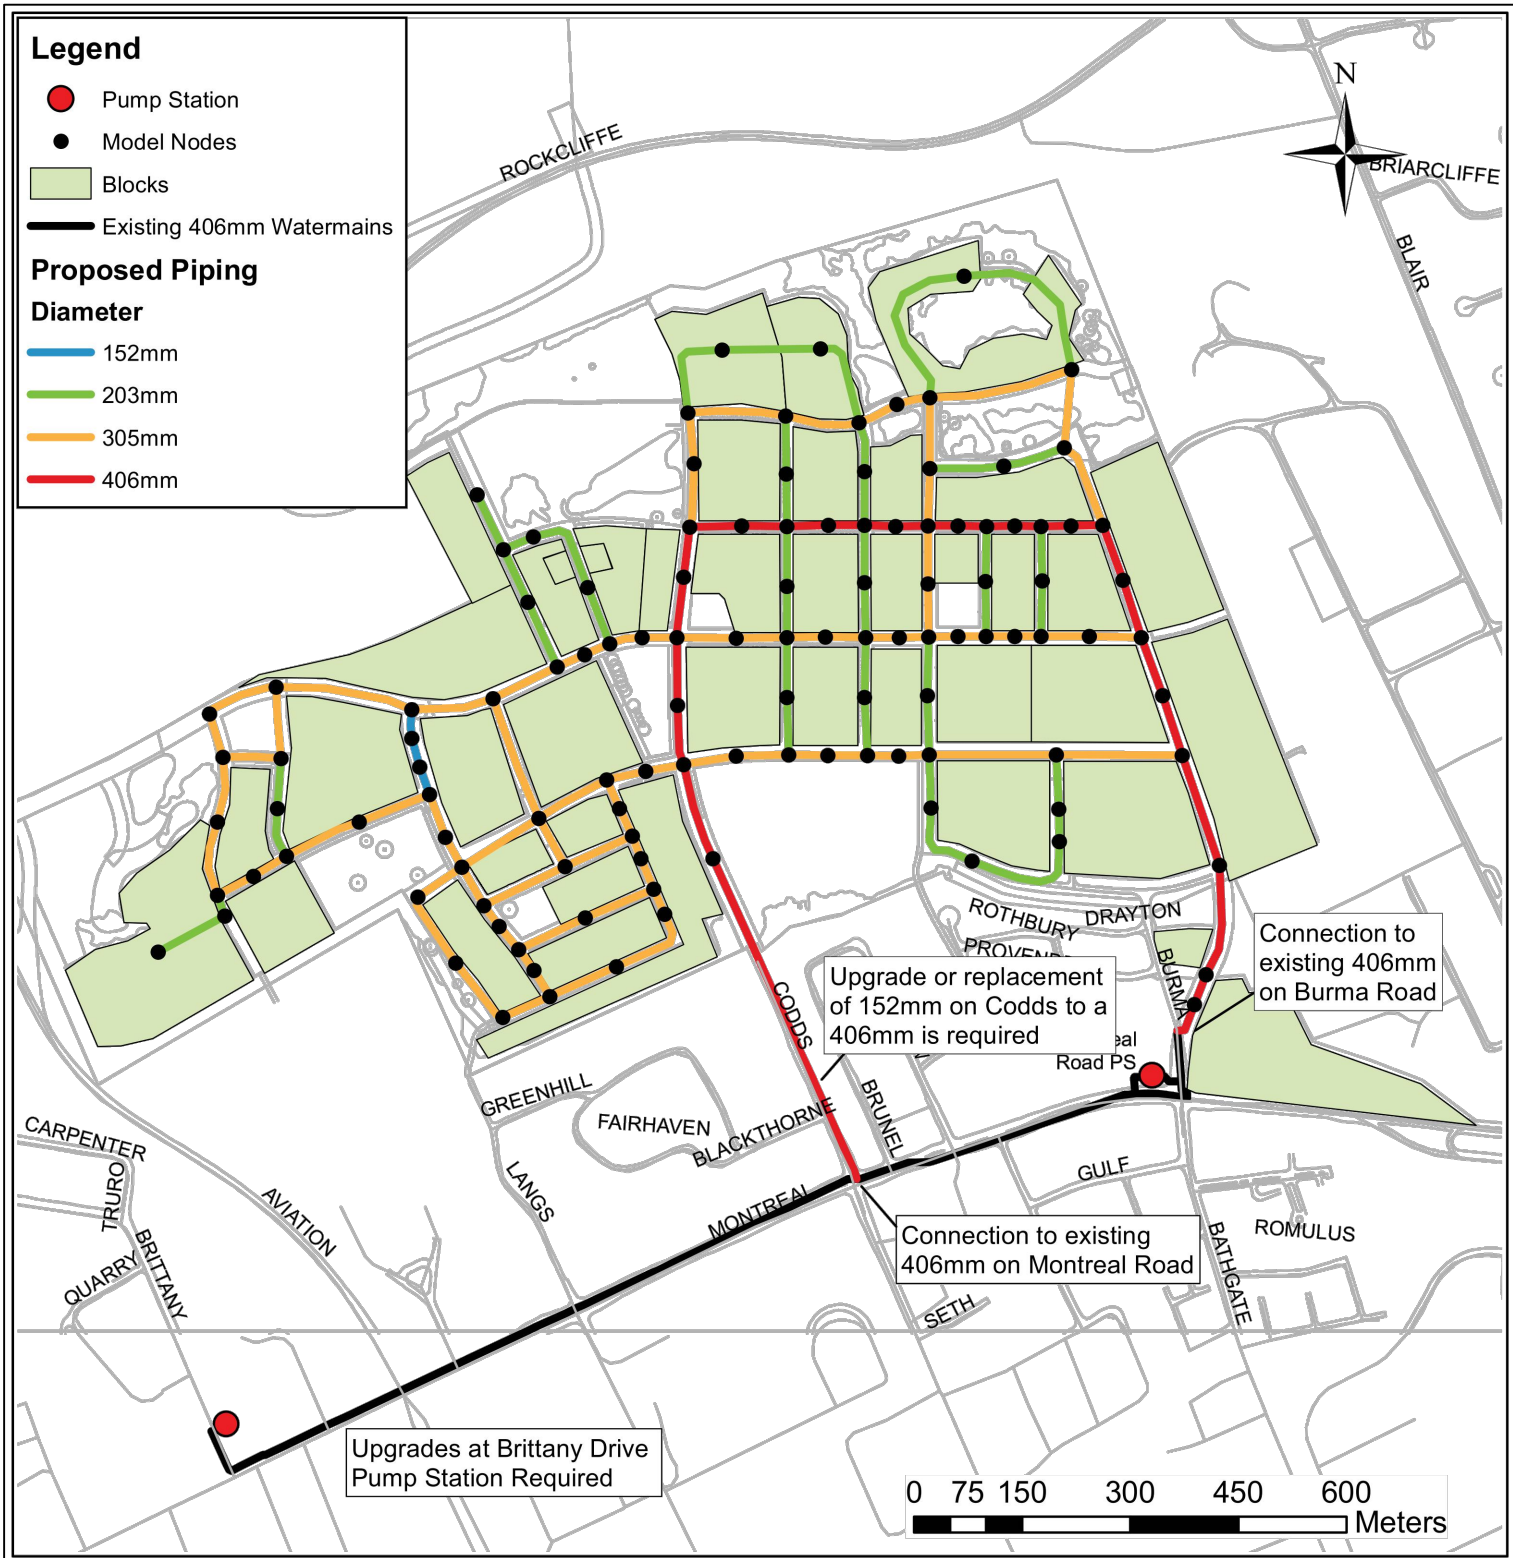 Legend
Pump Station
Model Nodes
Blocks
Existing 406mm Watermains
Proposed Piping
Diameter
152mm
203mm
305mm
406mm
N
ROCKCLIFFE
BRIARCLIFFE
BLAIR
ROTHBURY
DRAYTON
PROVEN
BURMA
Connection to
existing 406mm
on Burma Road
Upgrade or replacement
of 152mm on Codds to a
406mm is required
CODDS
eal
Road PS
GREENHILL
FAIRHAVEN
BLACKTHORNE
BRUNEL
CARPENTER
TRURO
AVIATION
LANGS
MONTREAL
GULF
ROMULUS
BATHGATE
QUARRY
BRITTANY
Connection to existing
406mm on Montreal Road
SETH
Upgrades at Brittany Drive
Pump Station Required
0 75 150 300 450 600
Meters